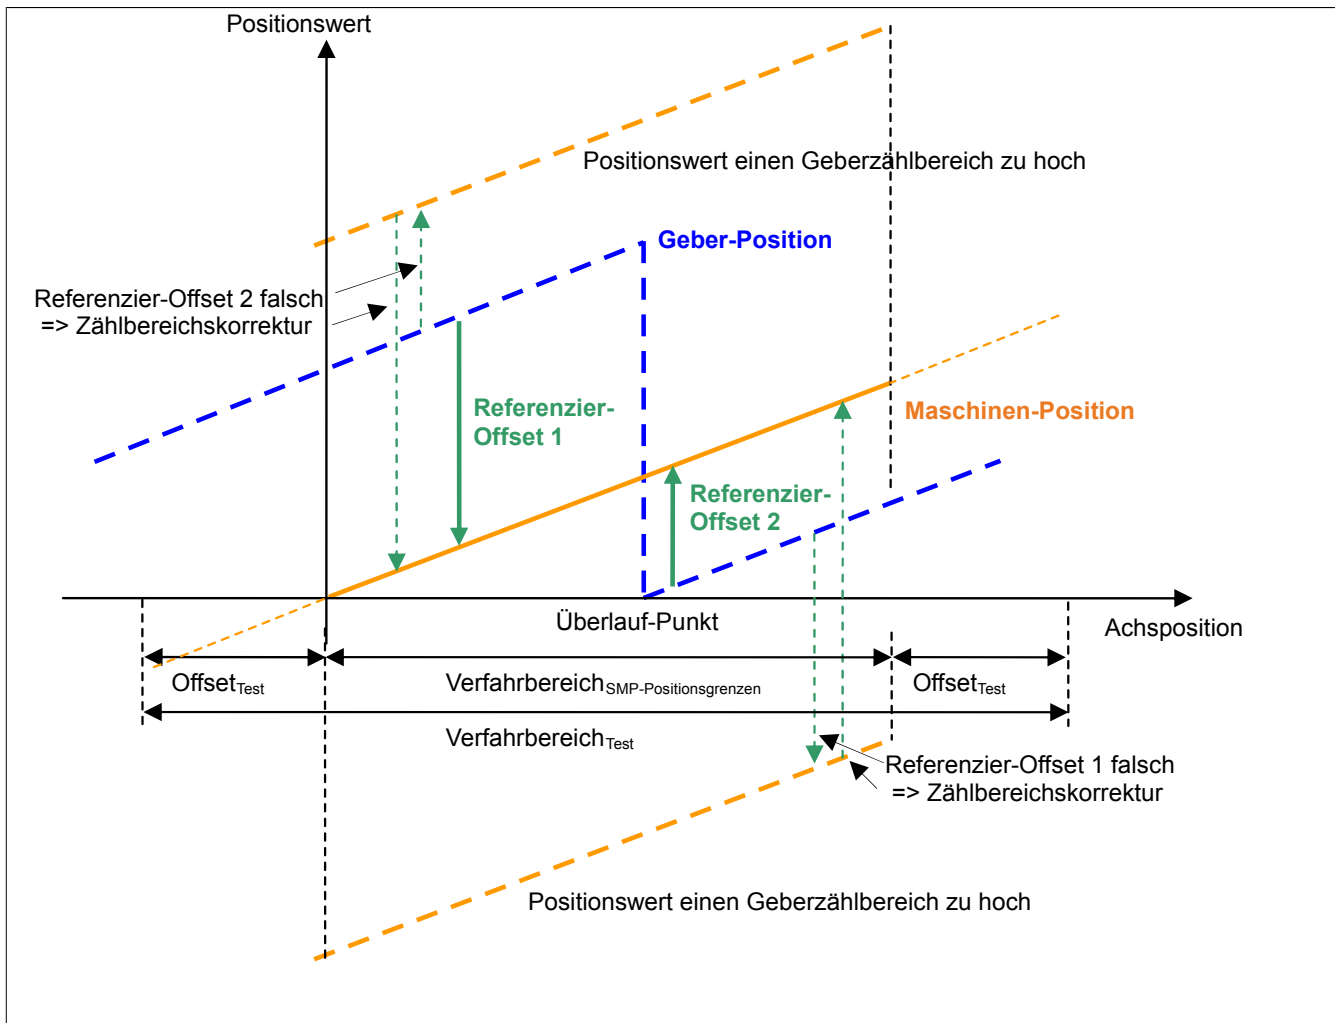 Positionswert
Positionswert einen Geberzählbereich zu hoch
Geber-Position
Referenzier-Offset 2 falsch
=> Zählbereichskorrektur
Referenzier-
Offset 1
Maschinen-Position
Referenzier-
Offset 2
Überlauf-Punkt
Achsposition
OffsetTest
VerfahrbereichSMP-Positionsgrenzen
OffsetTest
VerfahrbereichTest
Referenzier-Offset 1 falsch
=> Zählbereichskorrektur
Positionswert einen Geberzählbereich zu hoch